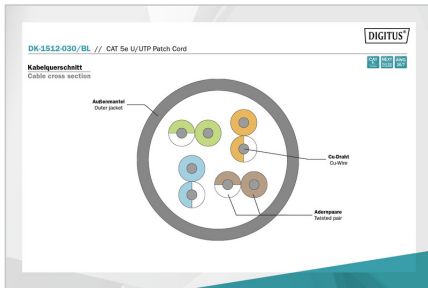 DIGITUS®
DK-1512-030/BL // CAT 5e U/UTP Patch Cord
Kabelquerschnitt
Cable cross section
Außenmantel
Outer jacket
Cu-Draht
Cu-Wire
Adernpaare
Twisted pair